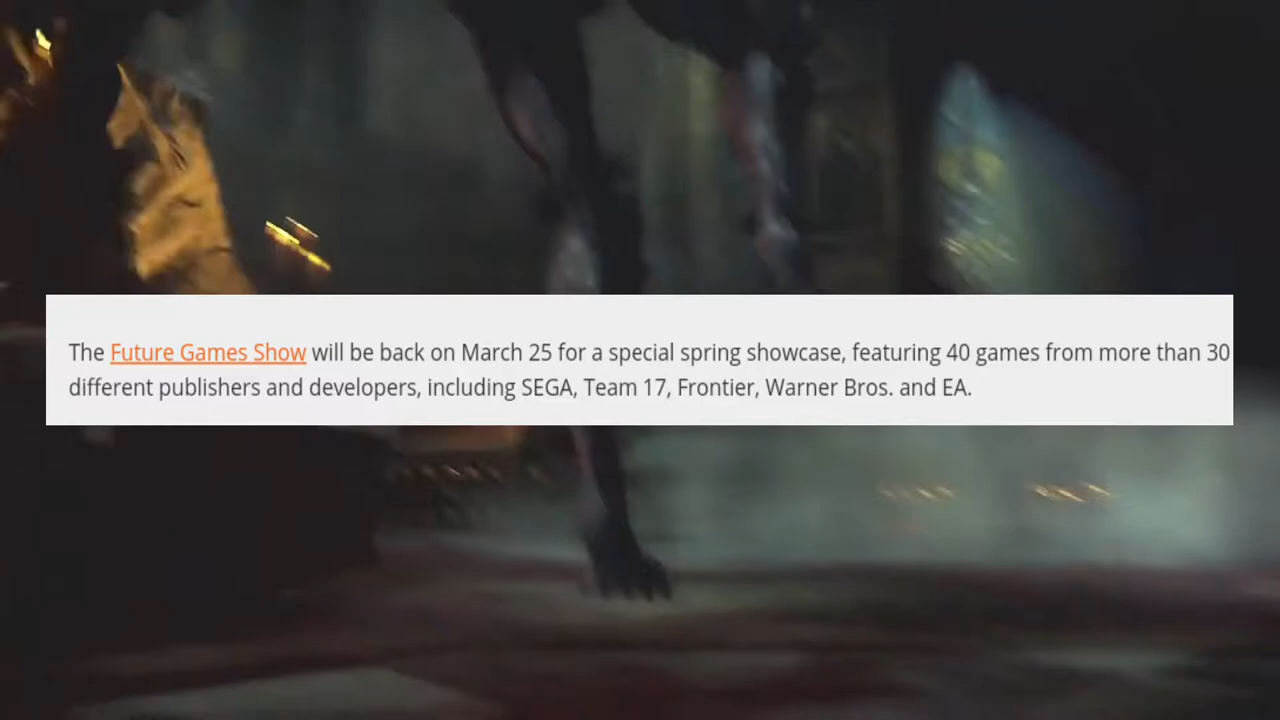 The Future Games Show will be back on March 25 for a special spring showcase, featuring 40 games from more than 30
different publishers and developers, including SEGA, Team 17, Frontier, Warner Bros. and EA.